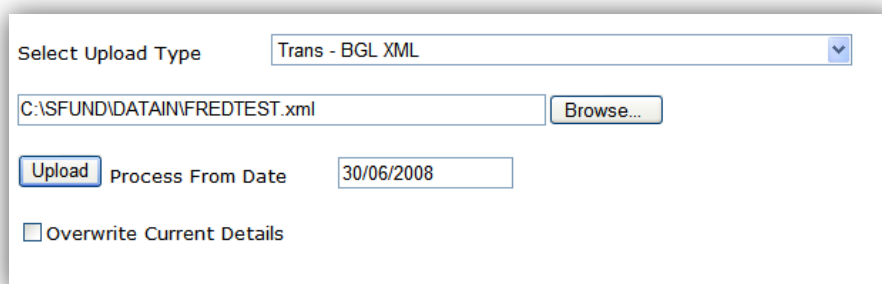 Select Upload Type Trans - BGL XML
C:\SFUND\DATAIN\FREDTEST.xml Browse...
Upload Process From Date 30/06/2008
Overwrite Current Details